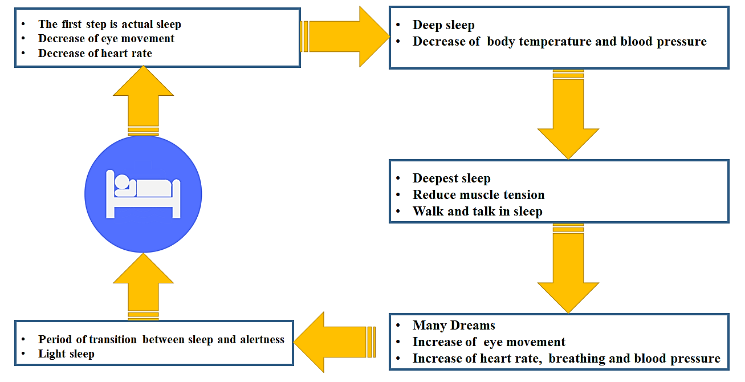 • The first step is actual sleep
• Decrease of eye movement
• Decrease of heart rate
• Deep sleep
• Decrease of body temperature and blood pressure
• Deepest sleep
• Reduce muscle tension
• Walk and talk in sleep
• Many Dreams
• Increase of eye movement
• Increase of heart rate, breathing and blood pressure
• Period of transition between sleep and alertness
• Light sleep